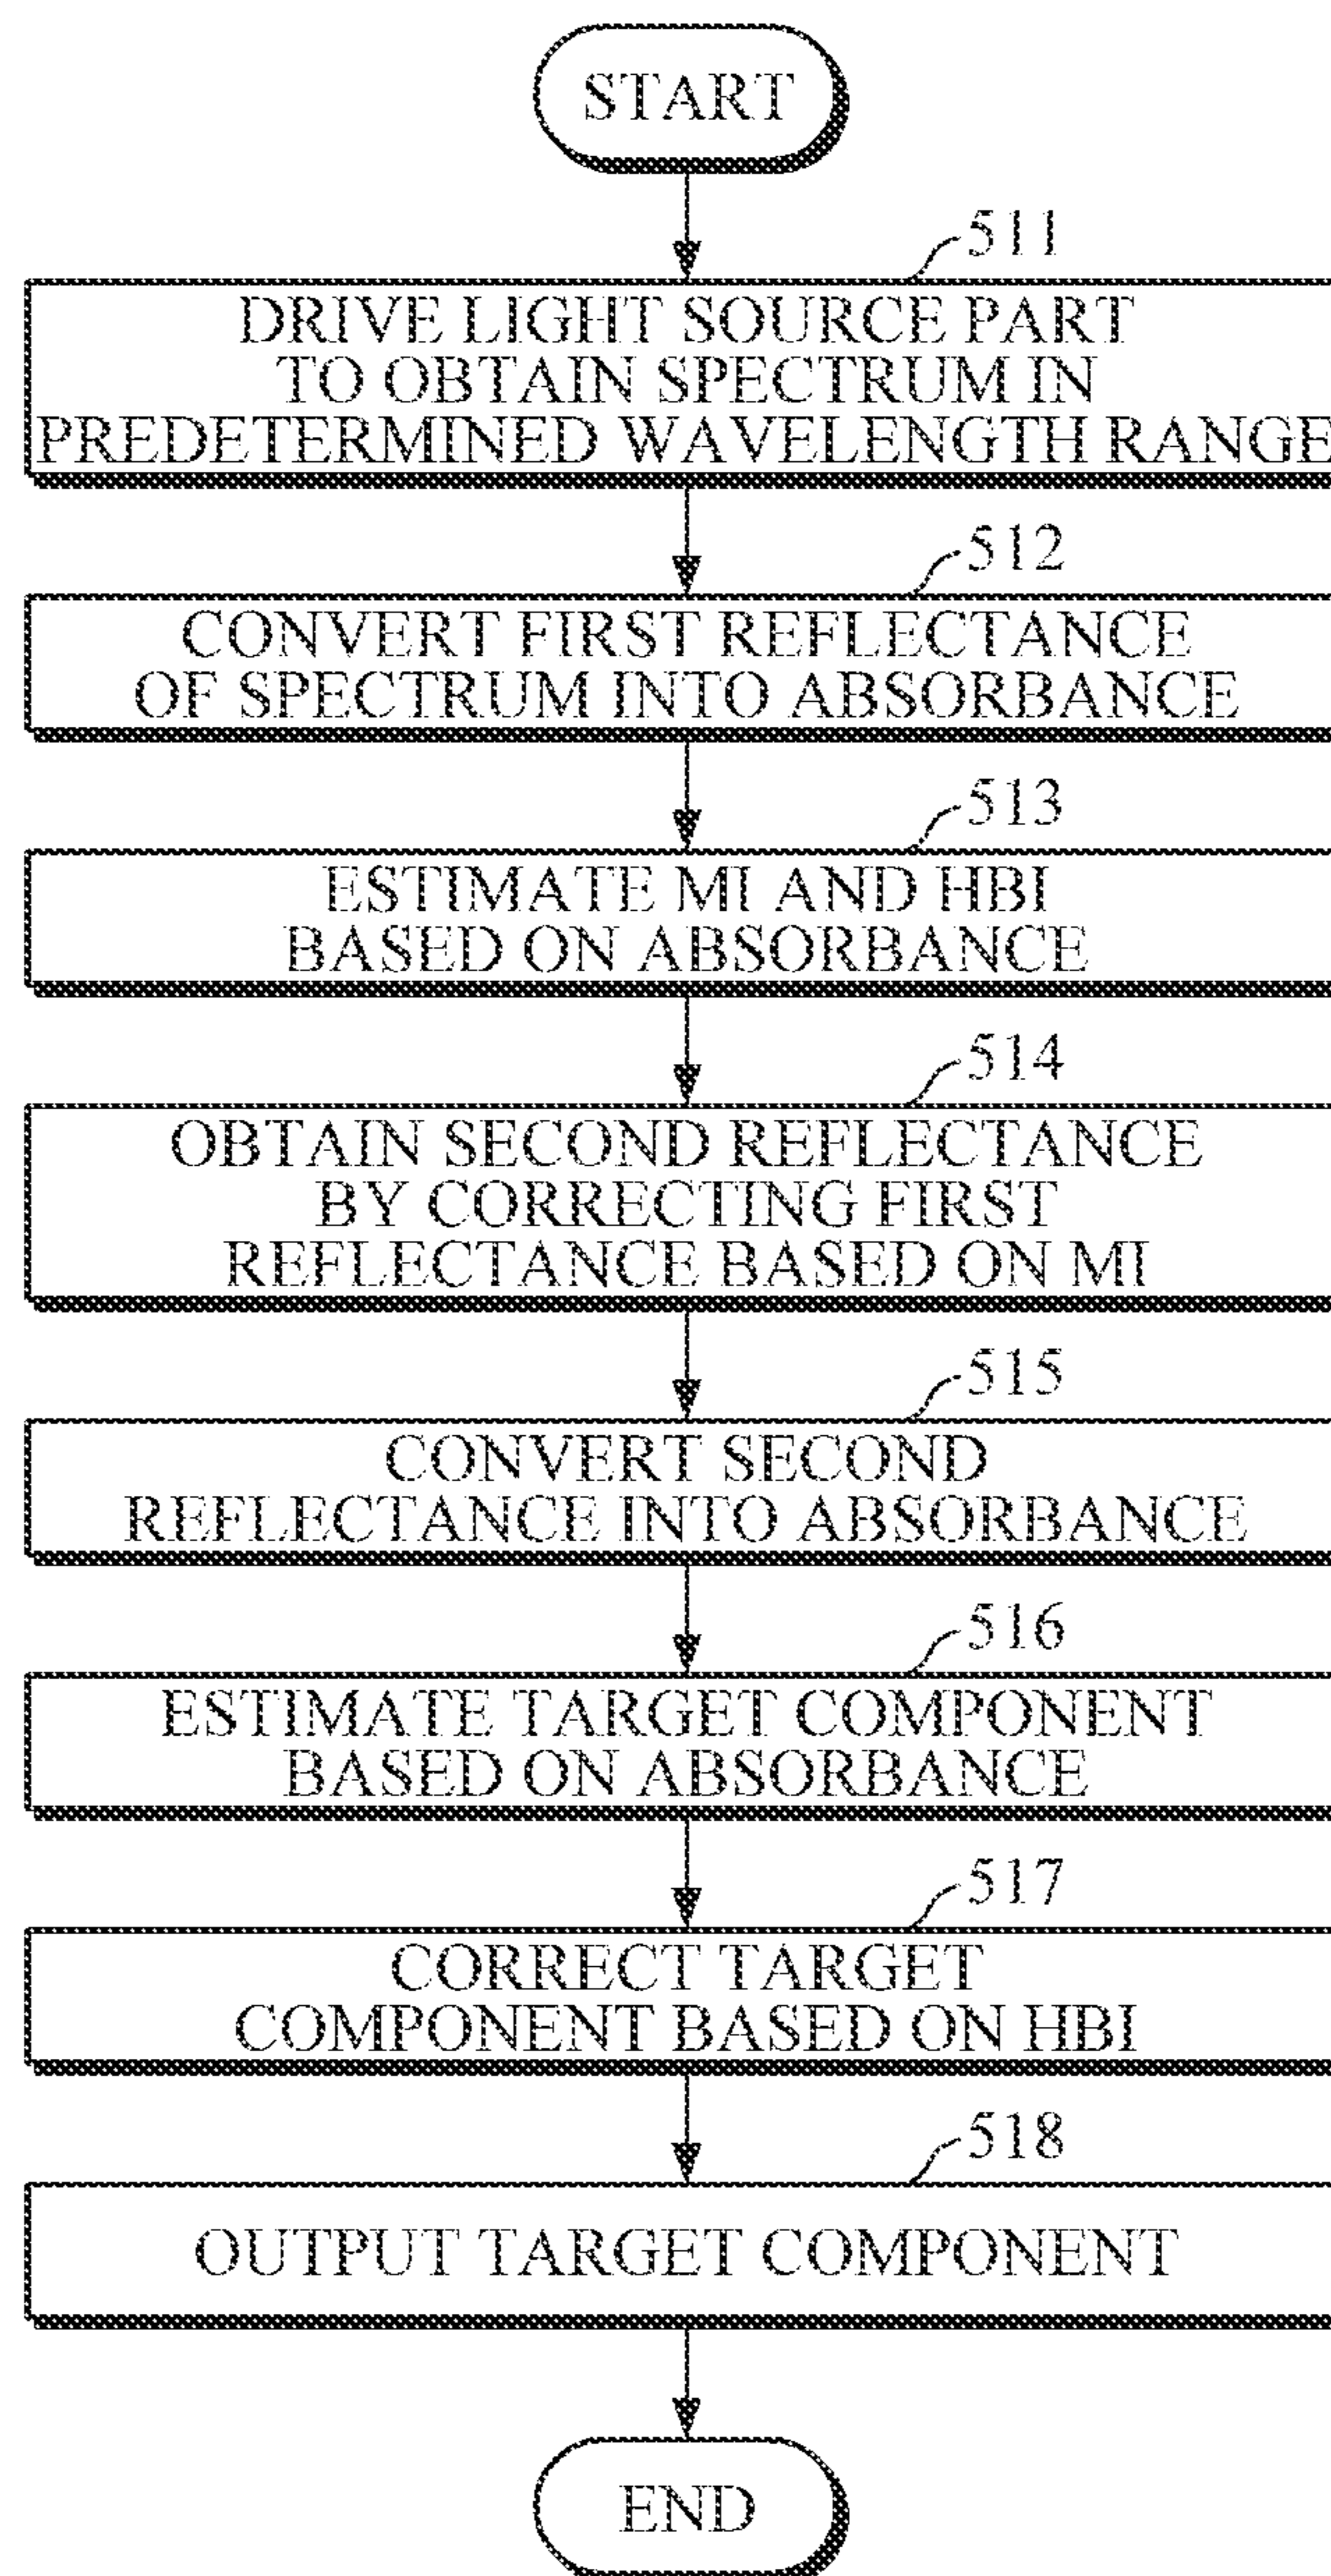 START
511
DRIVE LIGHT SOURCE PART
TO OBTAIN SPECTRUM IN
PREDETERMINED WAVELENGTH RANGE
512
CONVERT FIRST REFLECTANCE
OF SPECTRUM INTO ABSORBANCE
513
ESTIMATE MI AND HBI
BASED ON ABSORBANCE
514
OBTAIN SECOND REFLECTANCE
BY CORRECTING FIRST
REFLECTANCE BASED ON MI
515
CONVERT SECOND
REFLECTANCE INTO ABSORBANCE
516
ESTIMATE TARGET COMPONENT
BASED ON ABSORBANCE
517
CORRECT TARGET
COMPONENT BASED ON HBI
518
OUTPUT TARGET COMPONENT
END